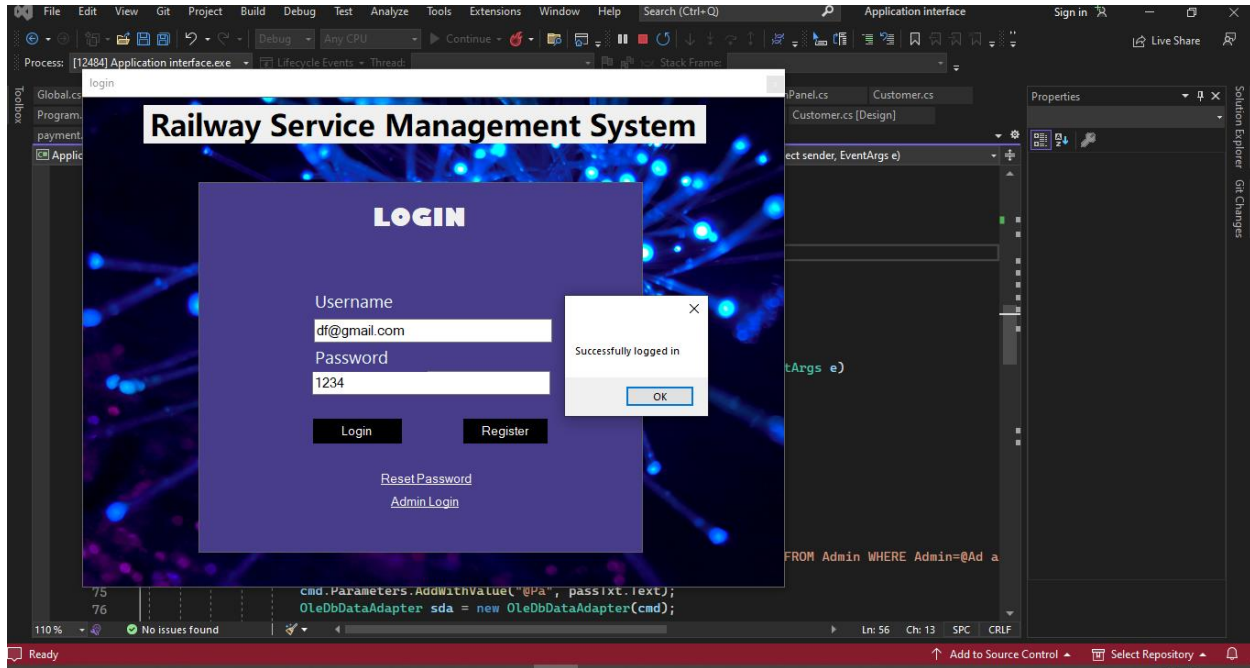 File Edit View Git Project Build Debug Test Analyze Tools Extensions Window Help Search (Ctrl+Q) Application interface Sign in
Debug Any CPU Continue Live Share
Process: [12484] Application interface.exe Lifecycle Events Thread: Stack Frame:
login
Toolbox
Global.cs
nPanel.cs Customer.cs
Program.
Customer.cs [Design]
payment.
Applic
ect sender, EventArgs e)
Properties
Solution Explorer
Git Changes
Railway Service Management System
LOGIN
Username
df@gmail.com
Password
1234
Login Register
Reset Password
Admin Login
Successfully logged in
OK
tArgs e)
FROM Admin WHERE Admin=@Ad a
75 cmd.Parameters.AddWithValue("@Pa", passTxt.Text);
76 OleDbDataAdapter sda = new OleDbDataAdapter(cmd);
110 % No issues found Ln: 56 Ch: 13 SPC CRLF
Ready Add to Source Control Select Repository